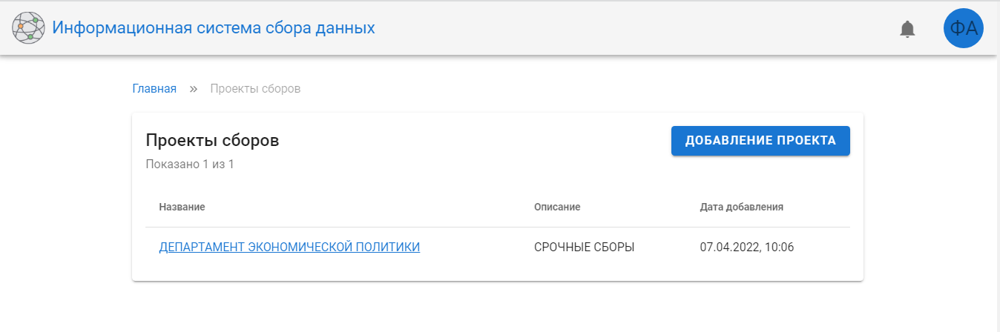 Информационная система сбора данных
ФА
Главная » Проекты сборов
Проекты сборов
ДОБАВЛЕНИЕ ПРОЕКТА
Показано 1 из 1
Название Описание Дата добавления
ДЕПАРТАМЕНТ ЭКОНОМИЧЕСКОЙ ПОЛИТИКИ СРОЧНЫЕ СБОРЫ 07.04.2022, 10:06